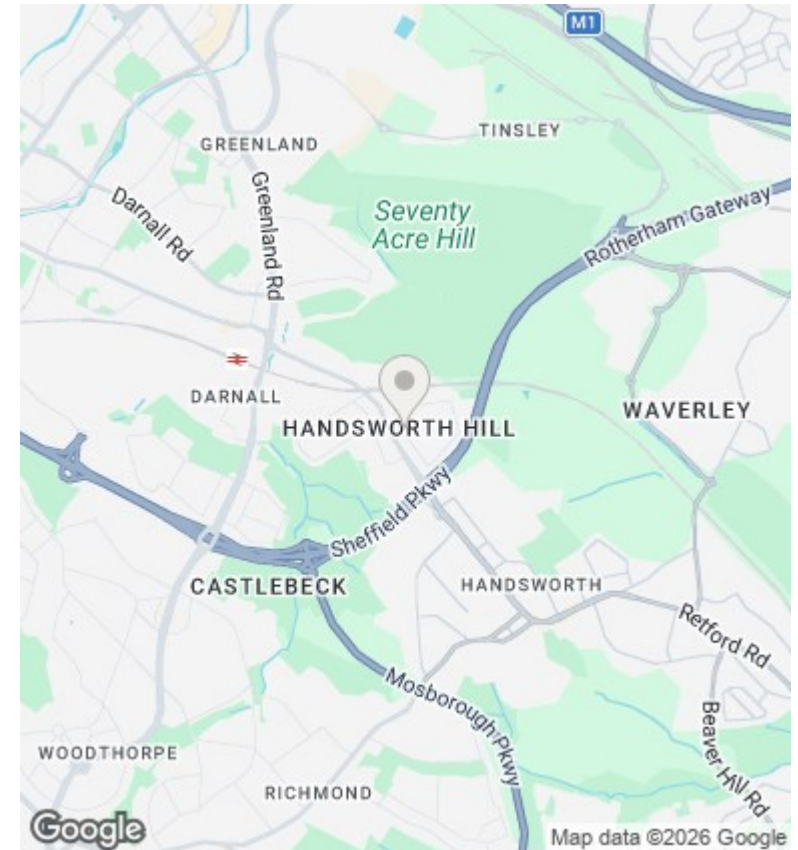 M1
TINSLEY
GREENLAND
Darnall Rd
Greenland Rd
Seventy
Acre Hill
Rotherham Gateway
DARNALL
HANDSWORTH HILL
WAVERLEY
Sheffield Pkwy
CASTLEBECK
HANDSWORTH
Retford Rd
Mosborough Pkwy
Beaver Hill Rd
WOODTHORPE
RICHMOND
Google
Map data ©2026 Google